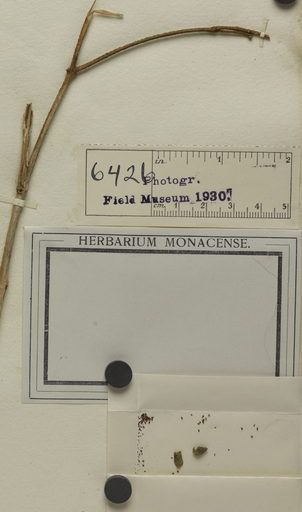 in. 1 2
6426 Photogr.
Field Museum 1930?
cm. 1 2 3 4 5
HERBARIUM MONACENSE.